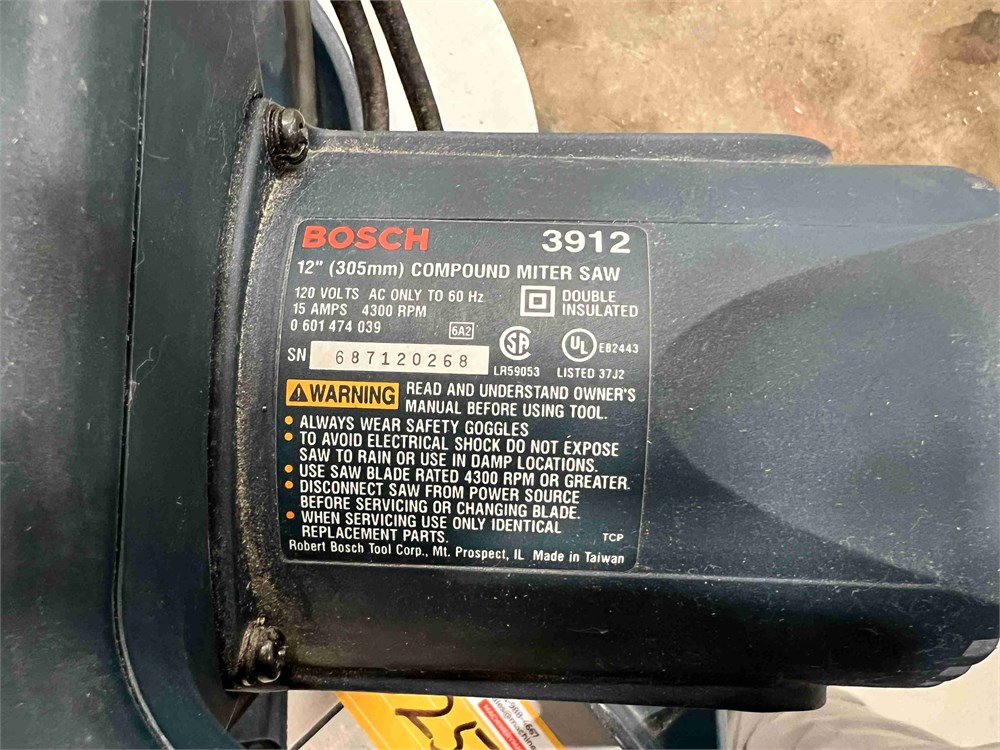 BOSCH 3912
12" (305mm) COMPOUND MITER SAW
120 VOLTS AC ONLY TO 60 Hz
15 AMPS 4300 RPM
0 601 474 039
DOUBLE
INSULATED
6A2
SA
UL
E82443
SN 687120268
LR59053 LISTED 37J2
WARNING READ AND UNDERSTAND OWNER'S
MANUAL BEFORE USING TOOL.
• ALWAYS WEAR SAFETY GOGGLES
• TO AVOID ELECTRICAL SHOCK DO NOT EXPOSE
SAW TO RAIN OR USE IN DAMP LOCATIONS.
• USE SAW BLADE RATED 4300 RPM OR GREATER.
• DISCONNECT SAW FROM POWER SOURCE
BEFORE SERVICING OR CHANGING BLADE.
• WHEN SERVICING USE ONLY IDENTICAL
REPLACEMENT PARTS.
TCP
Robert Bosch Tool Corp., Mt. Prospect, IL Made in Taiwan